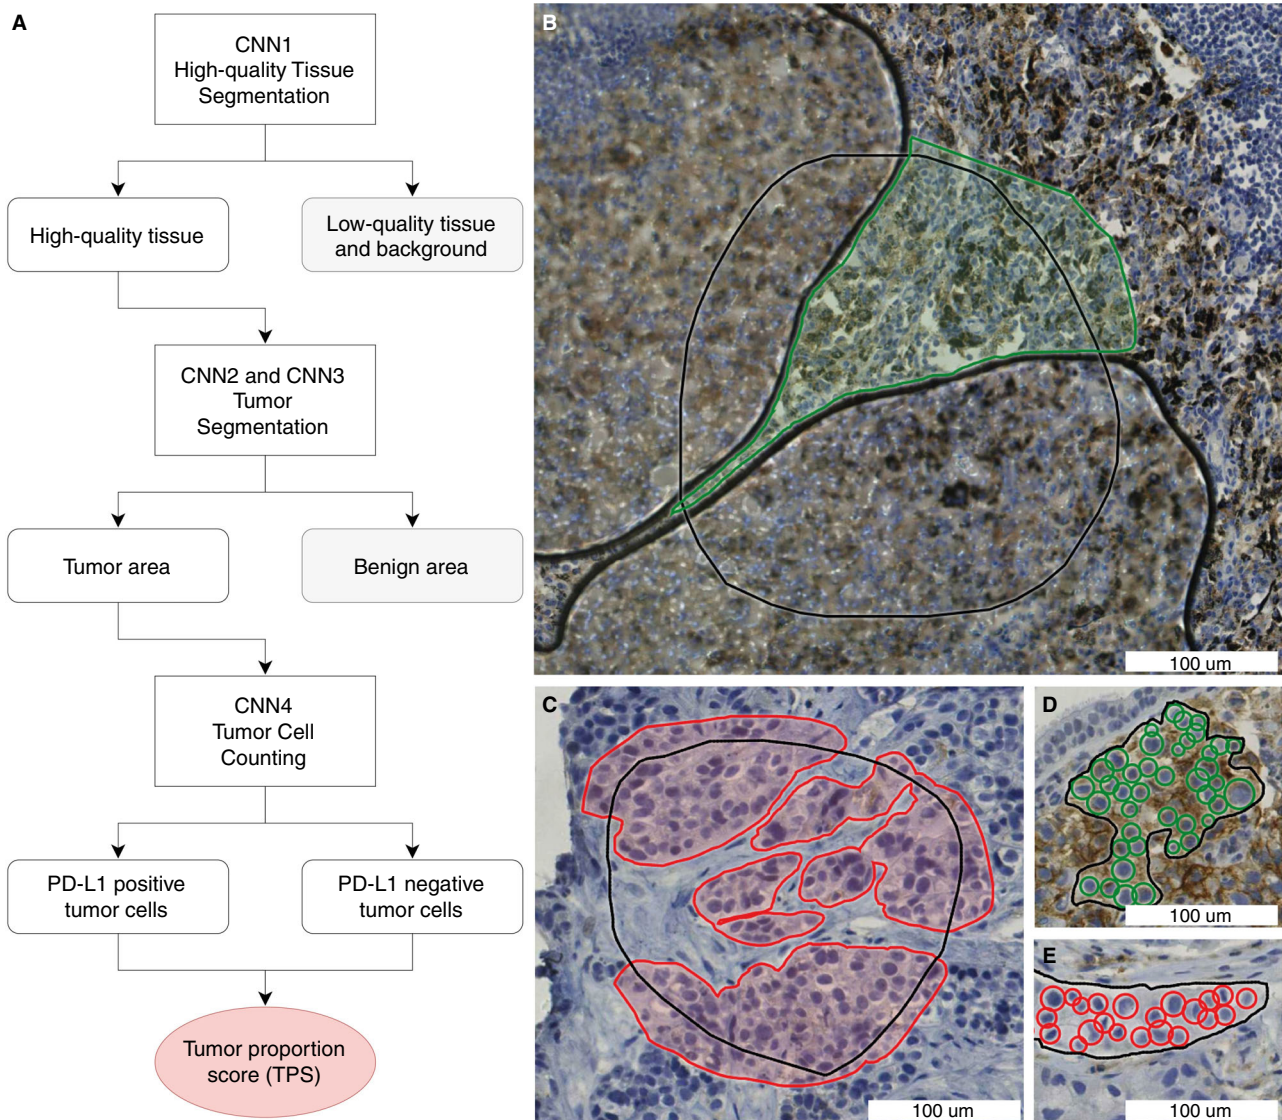 A
CNN1
High-quality Tissue
Segmentation
High-quality tissue
Low-quality tissue
and background
CNN2 and CNN3
Tumor
Segmentation
Tumor area
Benign area
CNN4
Tumor Cell
Counting
PD-L1 positive
tumor cells
PD-L1 negative
tumor cells
Tumor proportion
score (TPS)
B
100 um
C
100 um
D
100 um
E
100 um